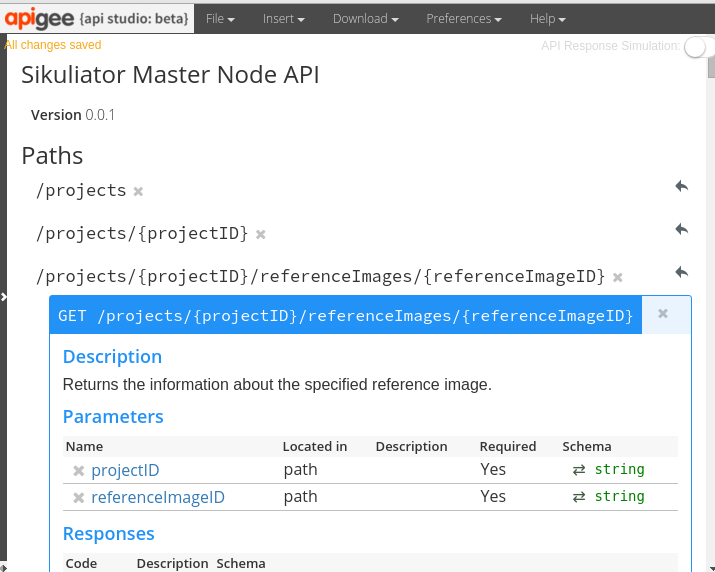 apigee {api studio: beta} File Insert Download Preferences Help
All changes saved API Response Simulation:
Sikuliator Master Node API
Version 0.0.1
Paths
/projects
/projects/{projectID}
/projects/{projectID}/referenceImages/{referenceImageID}
GET /projects/{projectID}/referenceImages/{referenceImageID}
Description
Returns the information about the specified reference image.
Parameters
Name Located in Description Required Schema
projectID path Yes ⇄ string
referenceImageID path Yes ⇄ string
Responses
Code Description Schema